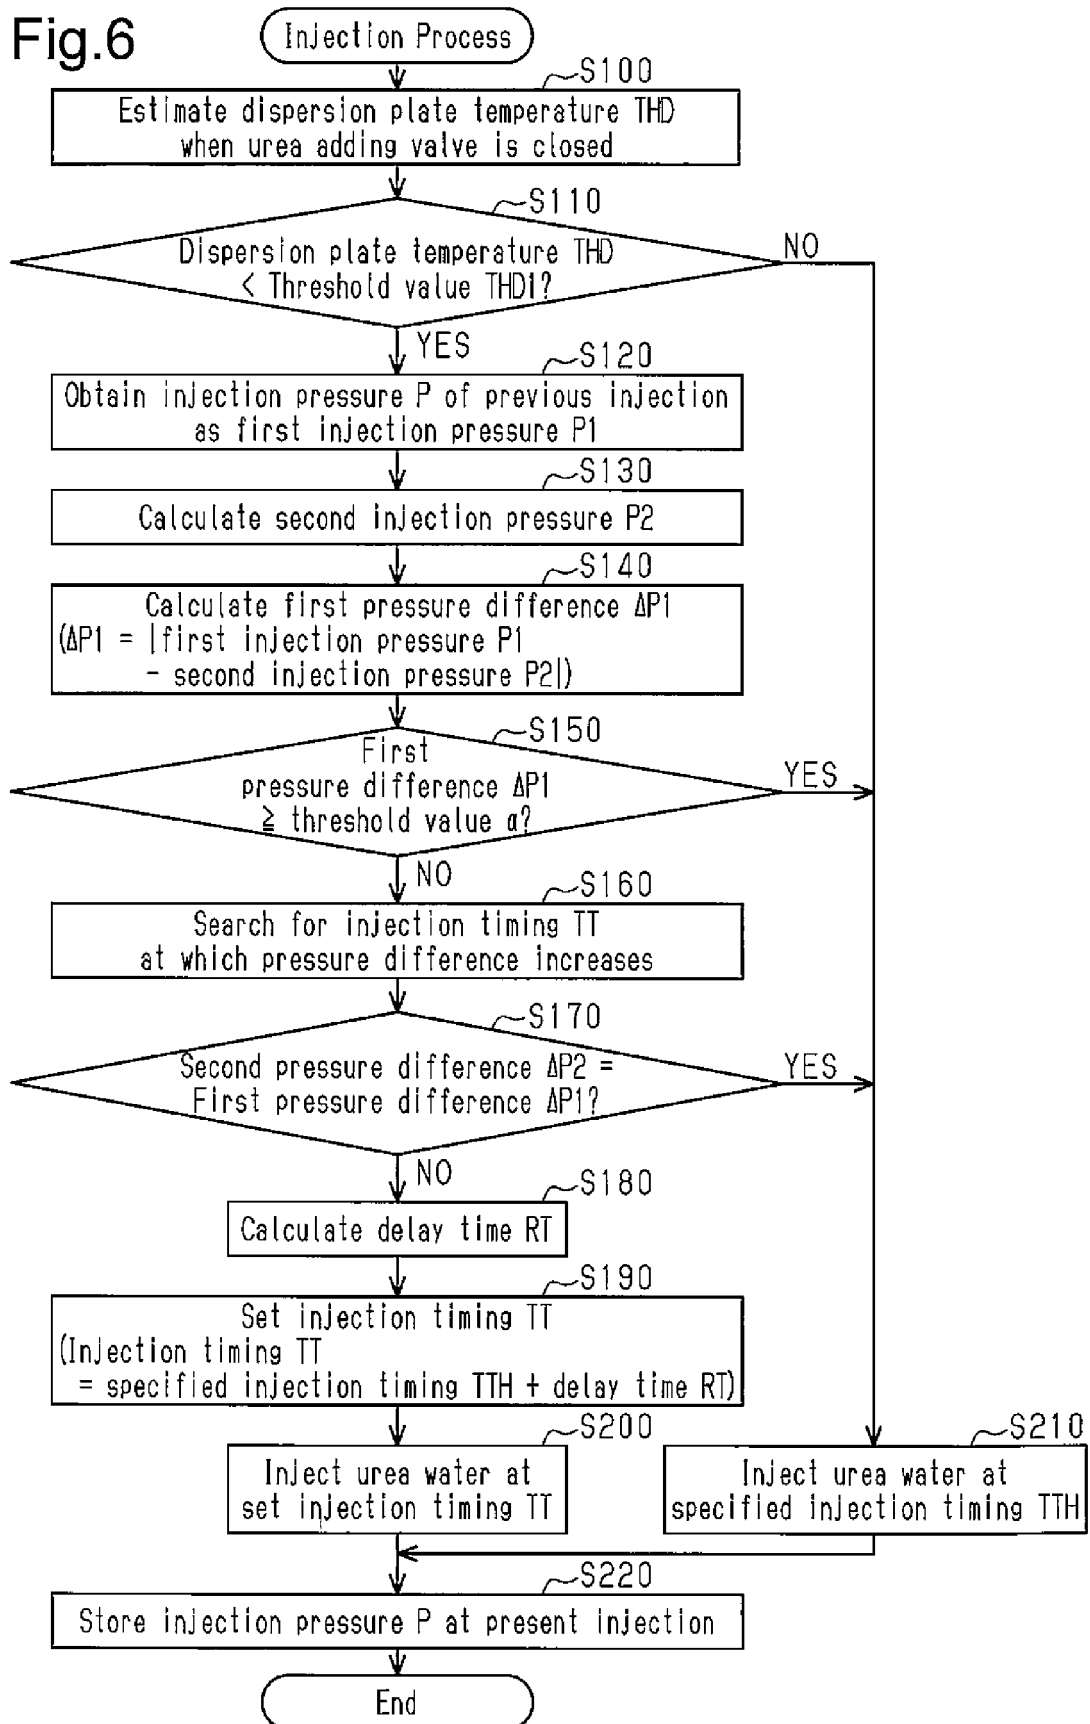 Fig.6
Injection Process
S100
Estimate dispersion plate temperature THD
when urea adding valve is closed
S110
Dispersion plate temperature THD
< Threshold value THD1?
NO
YES
S120
Obtain injection pressure P of previous injection
as first injection pressure P1
S130
Calculate second injection pressure P2
S140
Calculate first pressure difference ΔP1
(ΔP1 = |first injection pressure P1
- second injection pressure P2|)
S150
First
pressure difference ΔP1
≧ threshold value α?
YES
NO
S160
Search for injection timing TT
at which pressure difference increases
S170
Second pressure difference ΔP2 =
First pressure difference ΔP1?
YES
NO
S180
Calculate delay time RT
S190
Set injection timing TT
(Injection timing TT
= specified injection timing TTH + delay time RT)
S200
Inject urea water at
set injection timing TT
S210
Inject urea water at
specified injection timing TTH
S220
Store injection pressure P at present injection
End